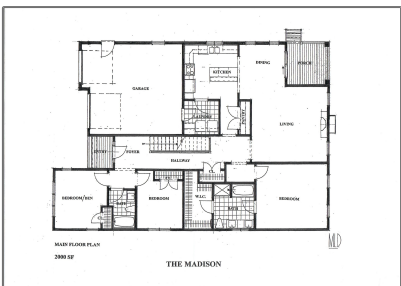 DINING
PORCH
KITCHEN
GARAGE
LAUNDRY
PANTRY
LIVING
ENTRY
FOYER
HALLWAY
CL.
BEDROOM/DEN
BATH
BEDROOM
W.I.C.
BATH
BEDROOM
MAIN FLOOR PLAN
2000 SF
THE MADISON